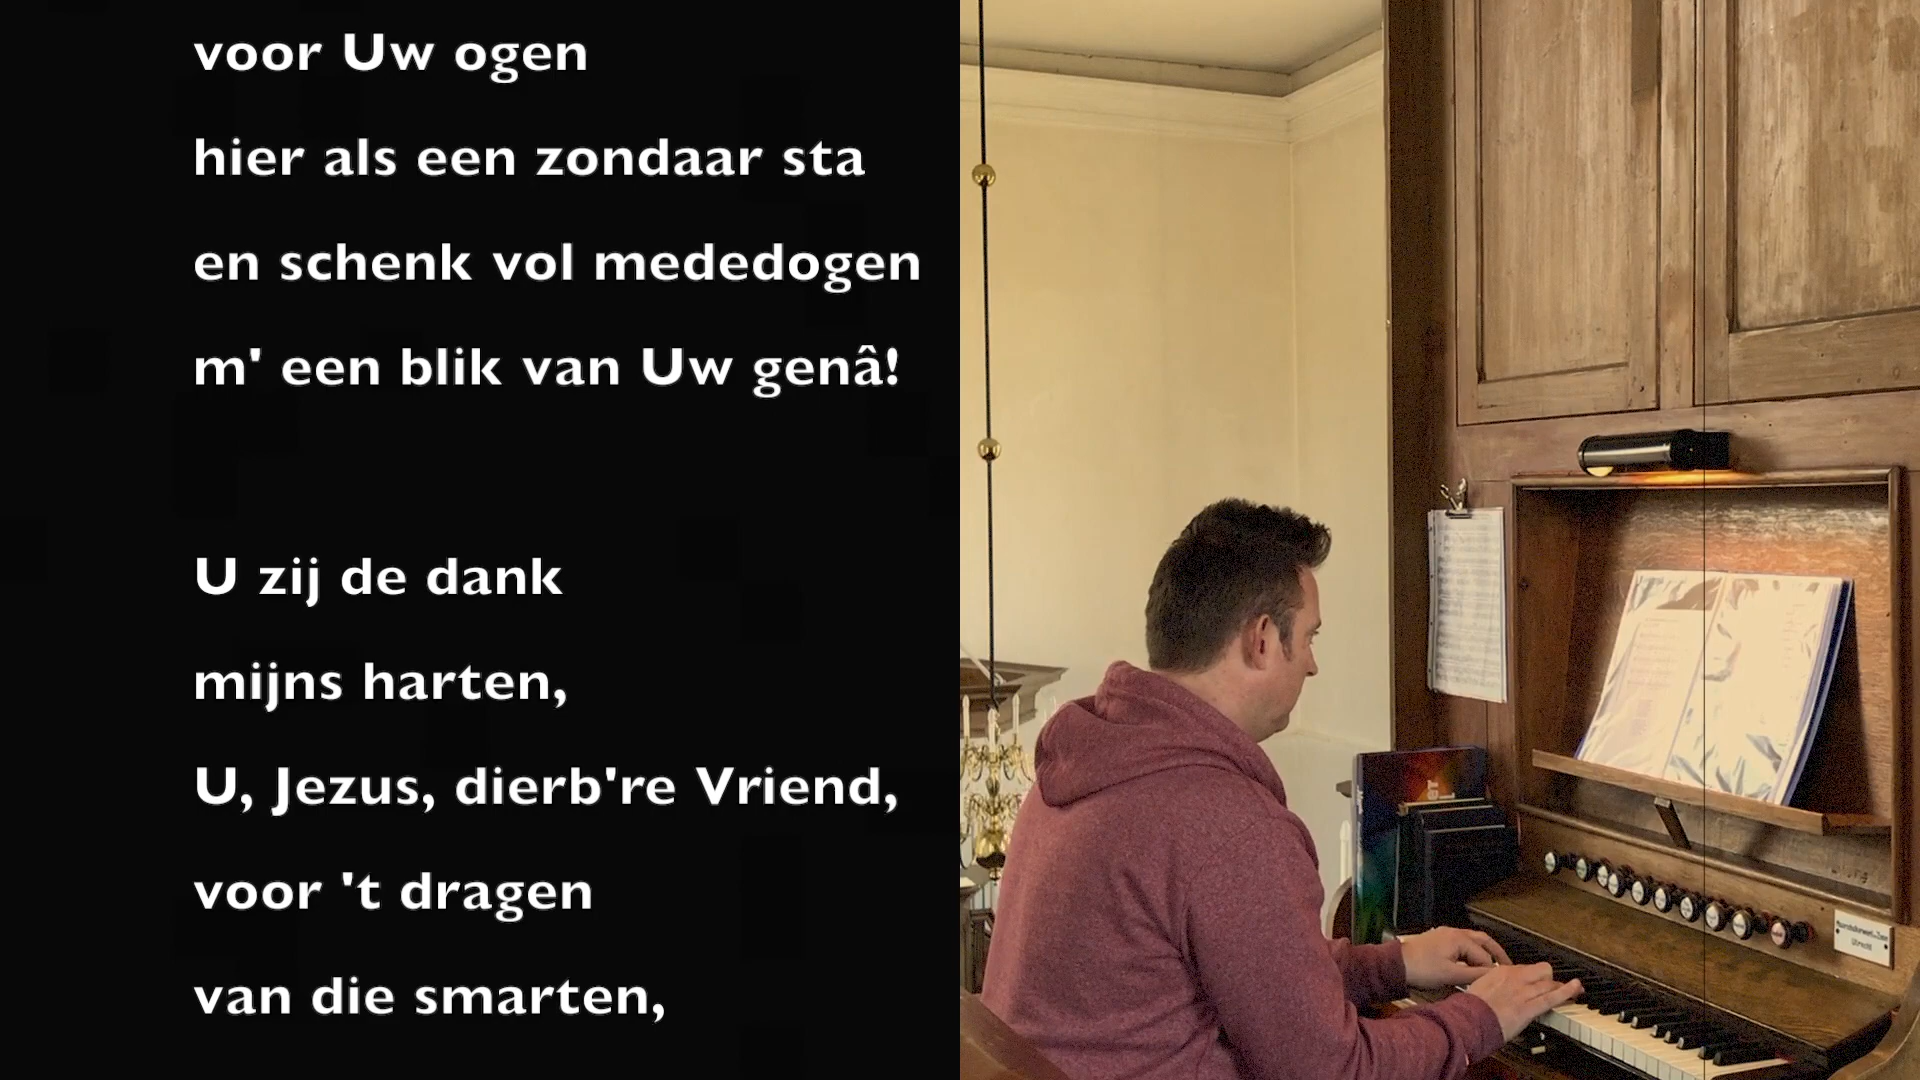 voor Uw ogen
hier als een zondaar sta
en schenk vol mededogen
m' een blik van Uw genâ!
U zij de dank
mijns harten,
U, Jezus, dierb're Vriend,
voor 't dragen
van die smarten,
Utrecht